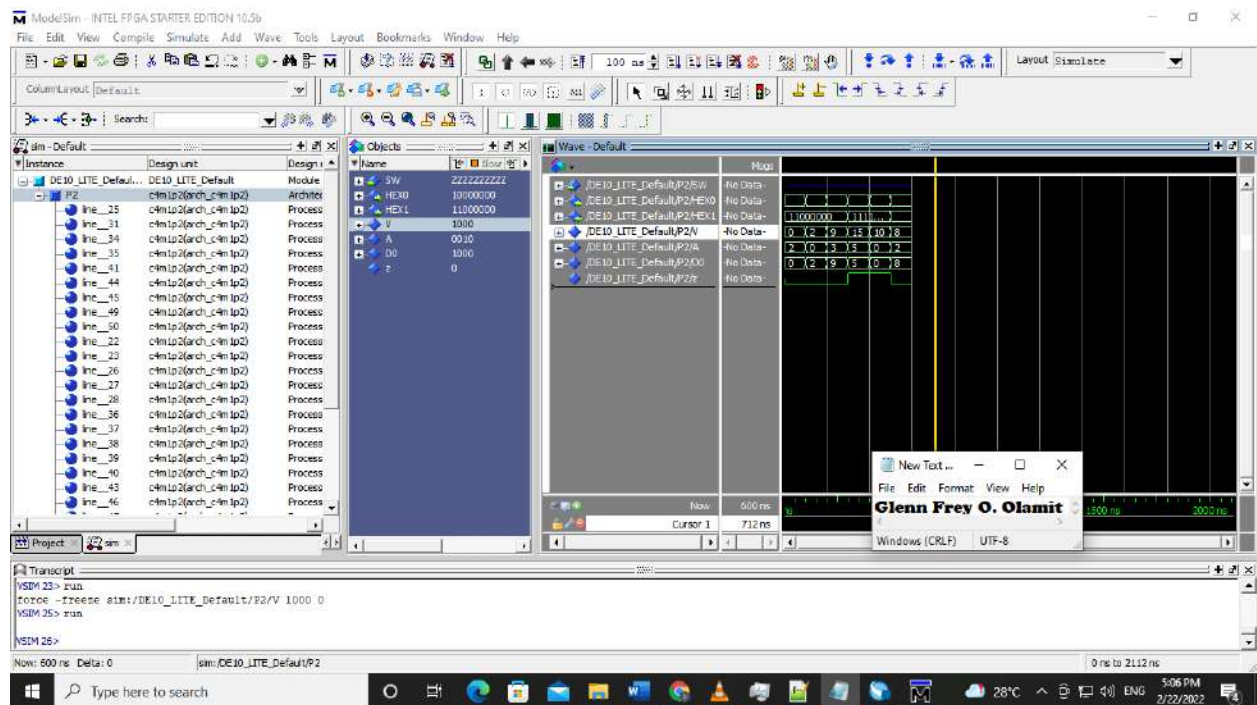 ModelSim - INTEL FPGA STARTER EDITION 10.5b
File Edit View Compile Simulate Add Wave Tools Layout Bookmarks Window Help
100 ns
Layout Simulate
ColumnLayout Default
Search:
sim - Default
Instance Design unit
DE10_LITE_Defaul... DE10_LITE_Default Module
P2 c4m1p2(arch_c4m1p2) Architec
line__25 c4m1p2(arch_c4m1p2) Process
line__31 c4m1p2(arch_c4m1p2) Process
line__34 c4m1p2(arch_c4m1p2) Process
line__35 c4m1p2(arch_c4m1p2) Process
line__41 c4m1p2(arch_c4m1p2) Process
line__44 c4m1p2(arch_c4m1p2) Process
line__45 c4m1p2(arch_c4m1p2) Process
line__49 c4m1p2(arch_c4m1p2) Process
line__50 c4m1p2(arch_c4m1p2) Process
line__22 c4m1p2(arch_c4m1p2) Process
line__23 c4m1p2(arch_c4m1p2) Process
line__26 c4m1p2(arch_c4m1p2) Process
line__27 c4m1p2(arch_c4m1p2) Process
line__28 c4m1p2(arch_c4m1p2) Process
line__36 c4m1p2(arch_c4m1p2) Process
line__37 c4m1p2(arch_c4m1p2) Process
line__38 c4m1p2(arch_c4m1p2) Process
line__39 c4m1p2(arch_c4m1p2) Process
line__40 c4m1p2(arch_c4m1p2) Process
line__43 c4m1p2(arch_c4m1p2) Process
line__46 c4m1p2(arch_c4m1p2) Process
Project sim
Objects
Name
SW ZZZZZZZZZZ
HEX0 10000000
HEX1 11000000
V 1000
A 0010
D0 1000
z 0
Wave - Default
Msgs
/DE10_LITE_Default/P2/SW -No Data-
/DE10_LITE_Default/P2/HEX0 -No Data-
/DE10_LITE_Default/P2/HEX1 -No Data- 11000000 1111...
/DE10_LITE_Default/P2/V -No Data- 0 2 9 15 10 8
/DE10_LITE_Default/P2/A -No Data- 2 0 3 5 0 2
/DE10_LITE_Default/P2/D0 -No Data- 0 2 9 5 0 8
/DE10_LITE_Default/P2/z -No Data-
Now 600 ns 1500 ns 2000 ns
Cursor 1 712 ns
New Text ...
File Edit Format View Help
Glenn Frey O. Olamit
Windows (CRLF) UTF-8
Transcript
VSIM 23> run
force -freeze sim:/DE10_LITE_Default/P2/V 1000 0
VSIM 25> run
VSIM 26>
Now: 600 ns Delta: 0 sim:/DE10_LITE_Default/P2 0 ns to 2112 ns
Type here to search
28°C ENG
5:06 PM
2/22/2022